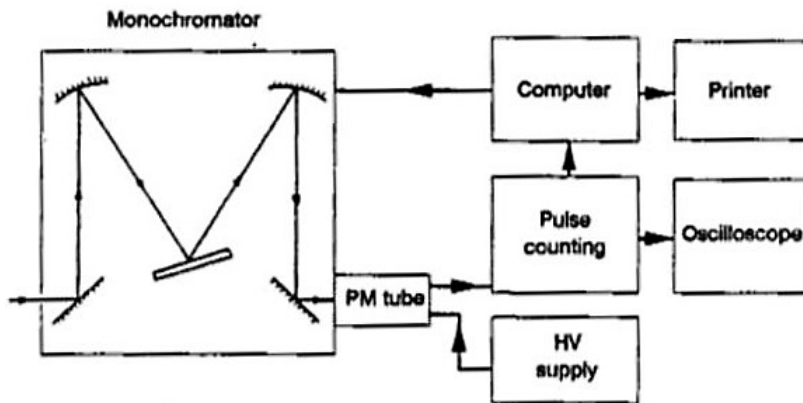 Monochromator
Computer
Printer
Pulse
counting
Oscilloscope
PM tube
HV
supply